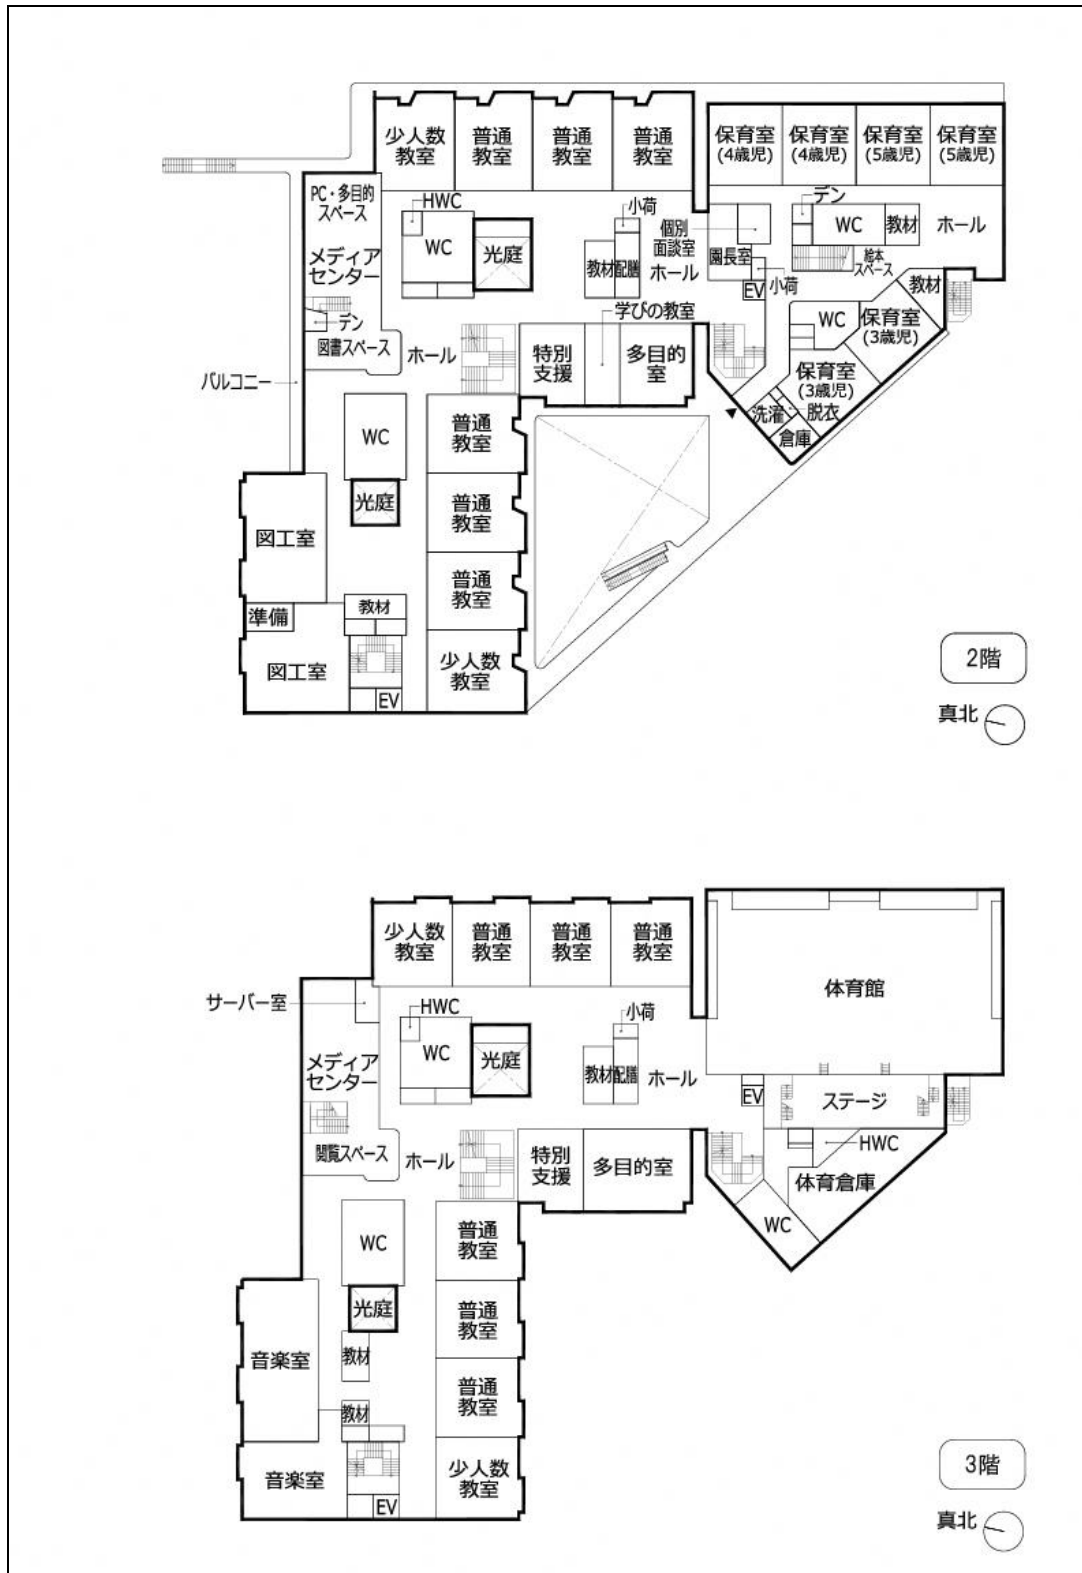 少人数
教室
普通
教室
普通
教室
普通
教室
保育室
(4歳児)
保育室
(4歳児)
保育室
(5歳児)
保育室
(5歳児)
PC・多目的
スペース
HWC
WC
光庭
小荷
教材
配膳
ホール
個別
面談室
園長室
EV
小荷
デン
WC
教材
ホール
絵本
スペース
メディア
センター
デン
図書スペース
ホール
学びの教室
特別
支援
多目的
室
WC
教材
保育室
(3歳児)
保育室
(3歳児)
洗濯
脱衣
倉庫
バルコニー
WC
光庭
普通
教室
普通
教室
普通
教室
少人数
教室
図工室
準備
図工室
教材
EV
2階
真北
少人数
教室
普通
教室
普通
教室
普通
教室
体育館
サーバー室
HWC
WC
光庭
小荷
教材
配膳
ホール
メディア
センター
閲覧スペース
ホール
特別
支援
多目的室
EV
ステージ
HWC
体育倉庫
WC
WC
光庭
教材
教材
普通
教室
普通
教室
普通
教室
少人数
教室
音楽室
音楽室
EV
3階
真北